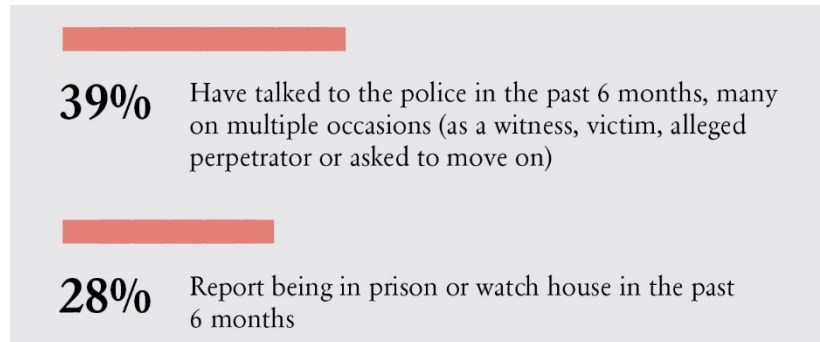 39%
Have talked to the police in the past 6 months, many
on multiple occasions (as a witness, victim, alleged
perpetrator or asked to move on)
28%
Report being in prison or watch house in the past
6 months